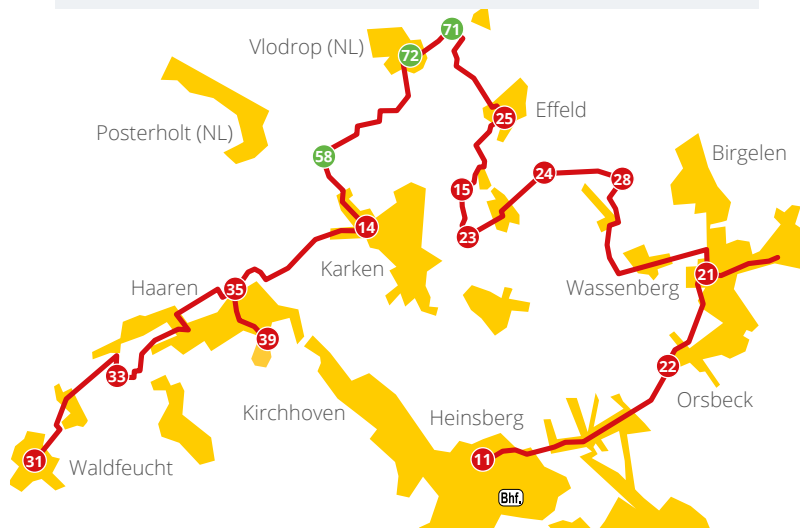 71
Vlodrop (NL)
72
Effeld
25
Posterholt (NL)
58
Birgelen
24
28
15
14
23
Karken
21
Haaren
35
Wassenberg
39
22
33
Orsbeck
Kirchhoven
Heinsberg
31
Waldfeucht
11
Bhf.